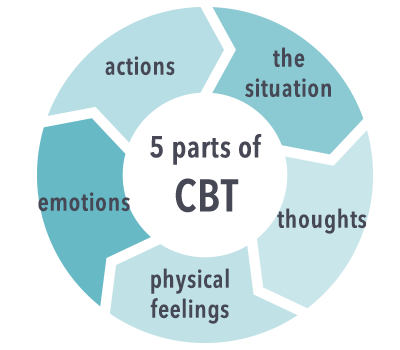 5 parts of
CBT
the
situation
thoughts
physical
feelings
emotions
actions